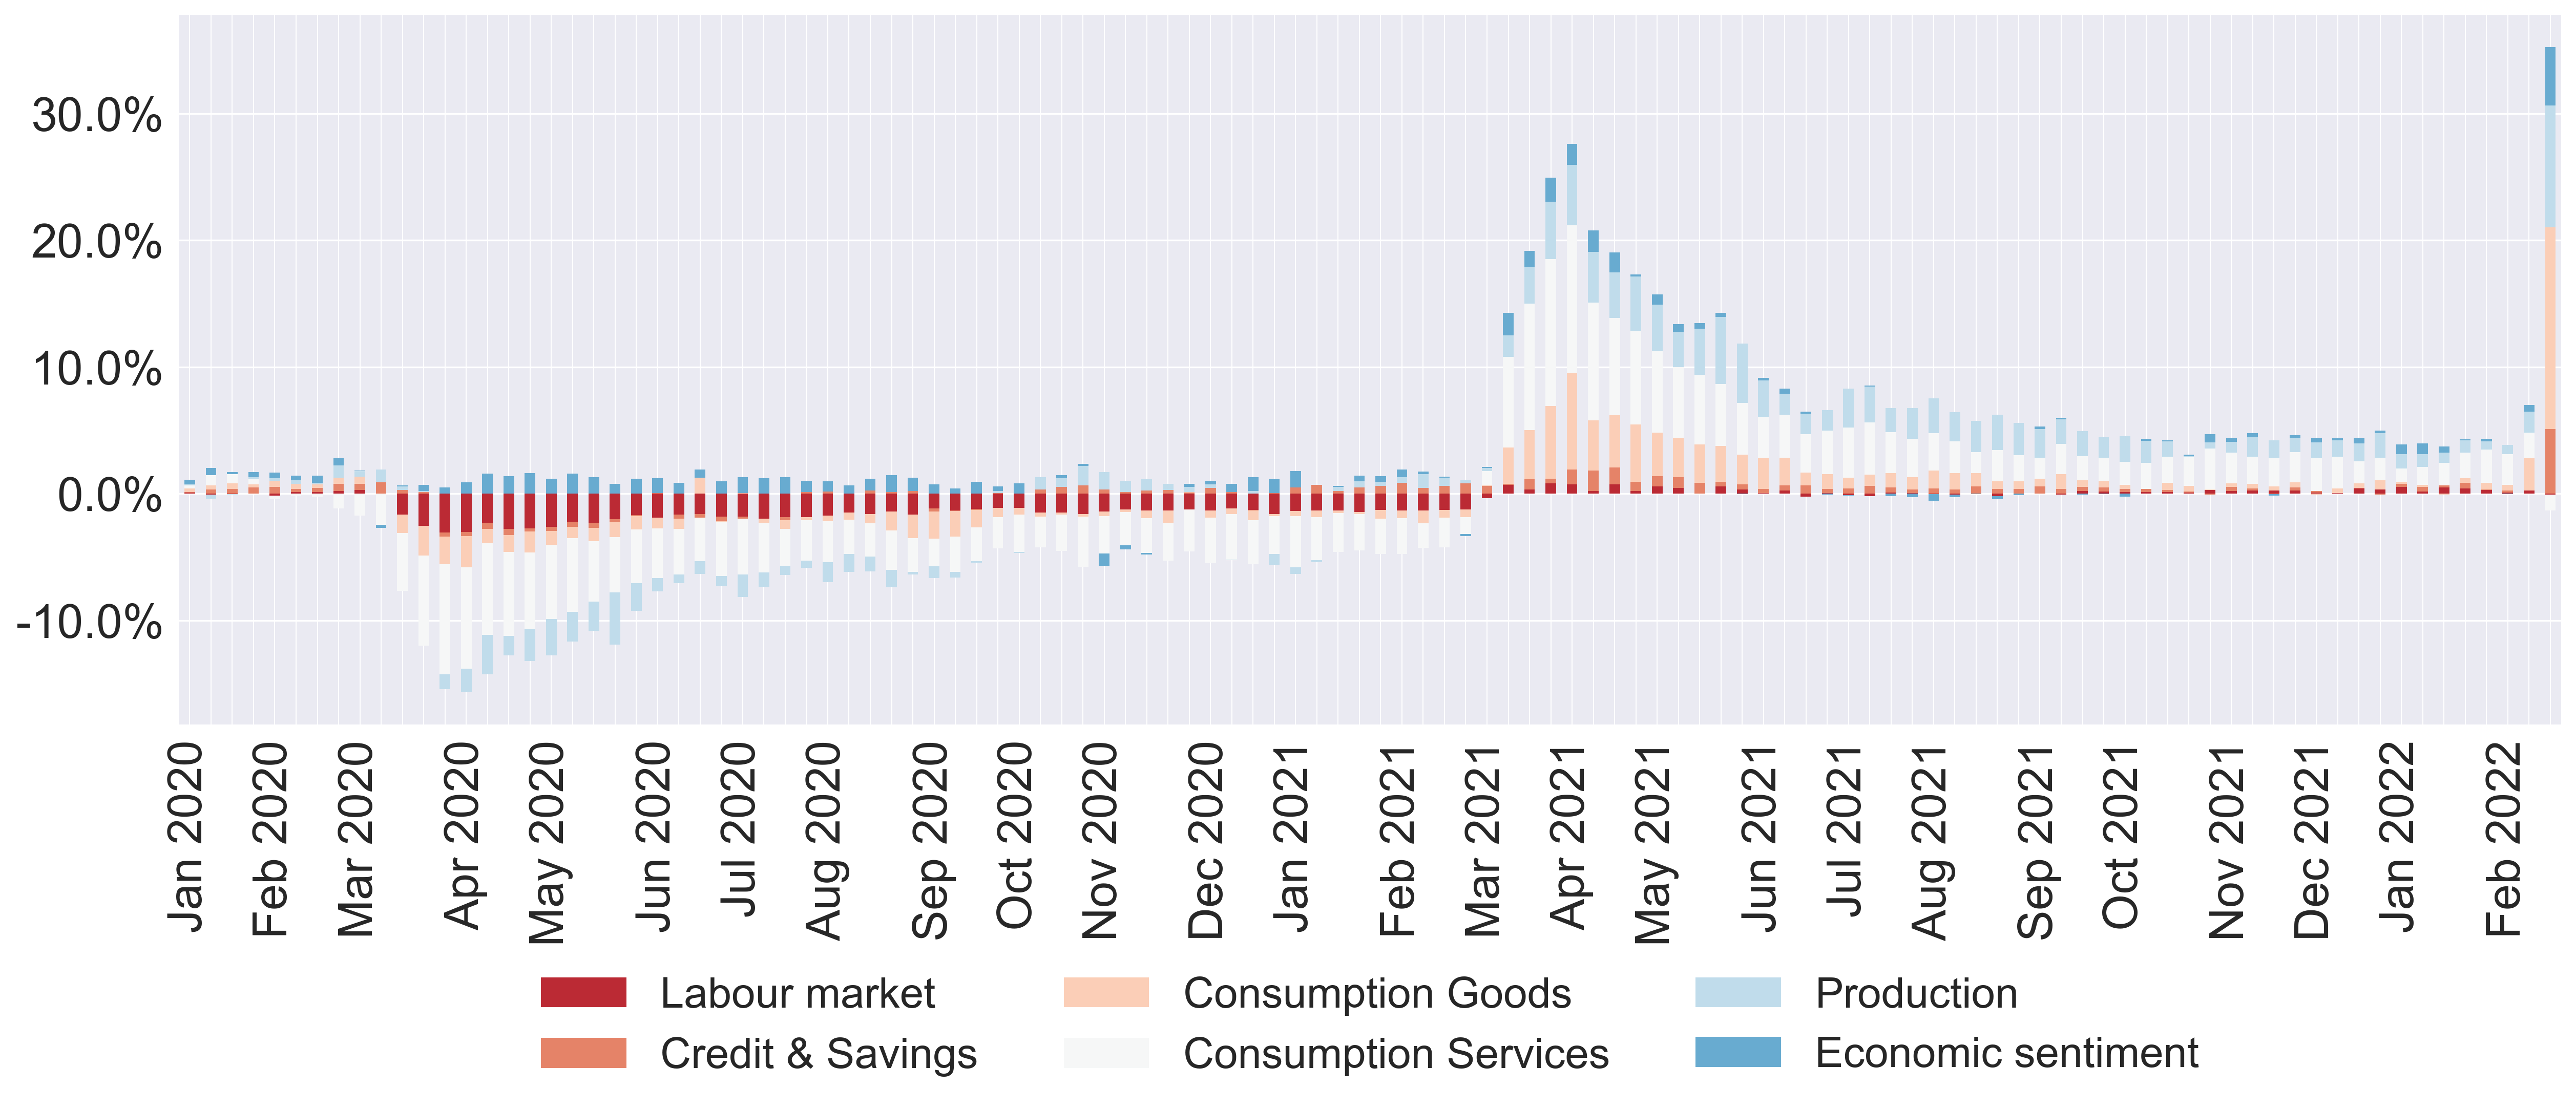 30.0%
20.0%
10.0%
0.0%
-10.0%
Jan 2020
Feb 2020
Mar 2020
Apr 2020
May 2020
Jun 2020
Jul 2020
Aug 2020
Sep 2020
Oct 2020
Nov 2020
Dec 2020
Jan 2021
Feb 2021
Mar 2021
Apr 2021
May 2021
Jun 2021
Jul 2021
Aug 2021
Sep 2021
Oct 2021
Nov 2021
Dec 2021
Jan 2022
Feb 2022
Labour market
Consumption Goods
Production
Credit & Savings
Consumption Services
Economic sentiment